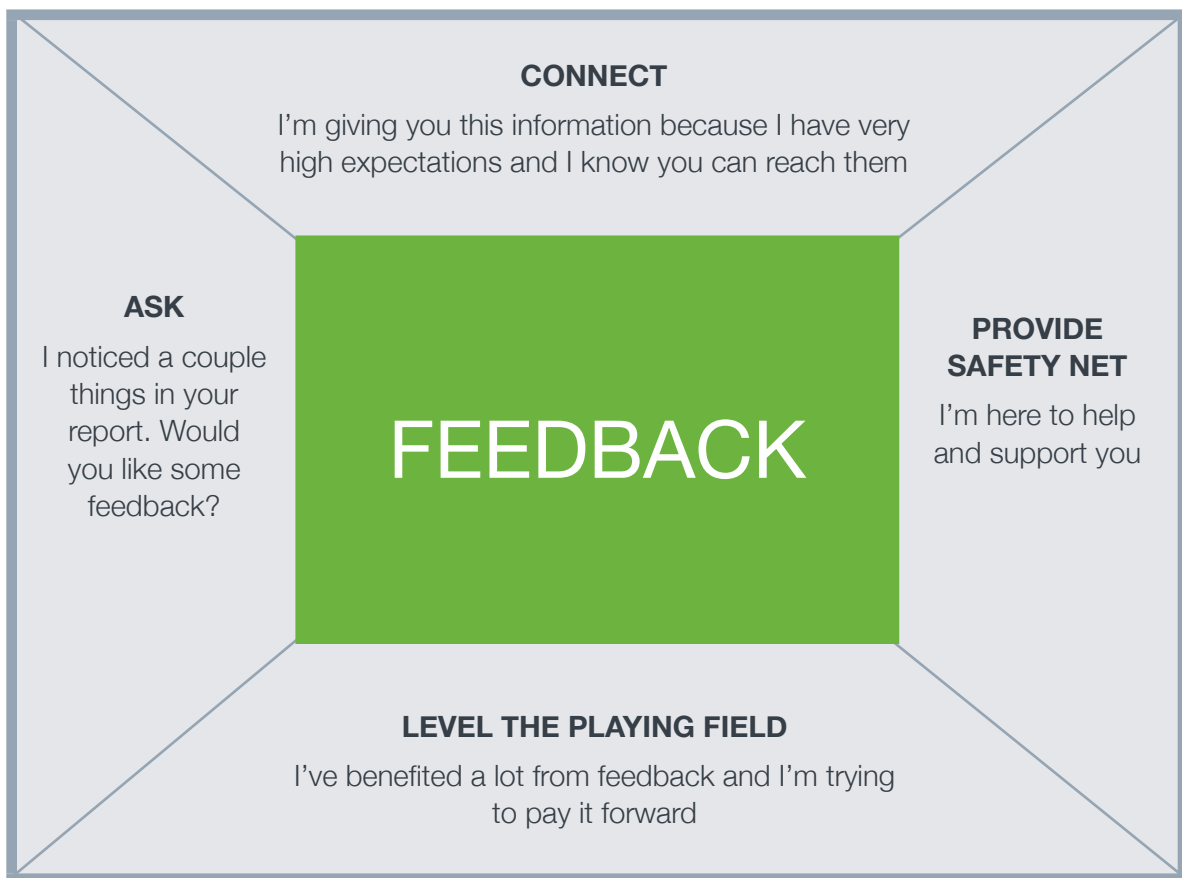 CONNECT
I’m giving you this information because I have very
high expectations and I know you can reach them
ASK
I noticed a couple
things in your
report. Would
you like some
feedback?
FEEDBACK
PROVIDE
SAFETY NET
I’m here to help
and support you
LEVEL THE PLAYING FIELD
I’ve benefited a lot from feedback and I’m trying
to pay it forward